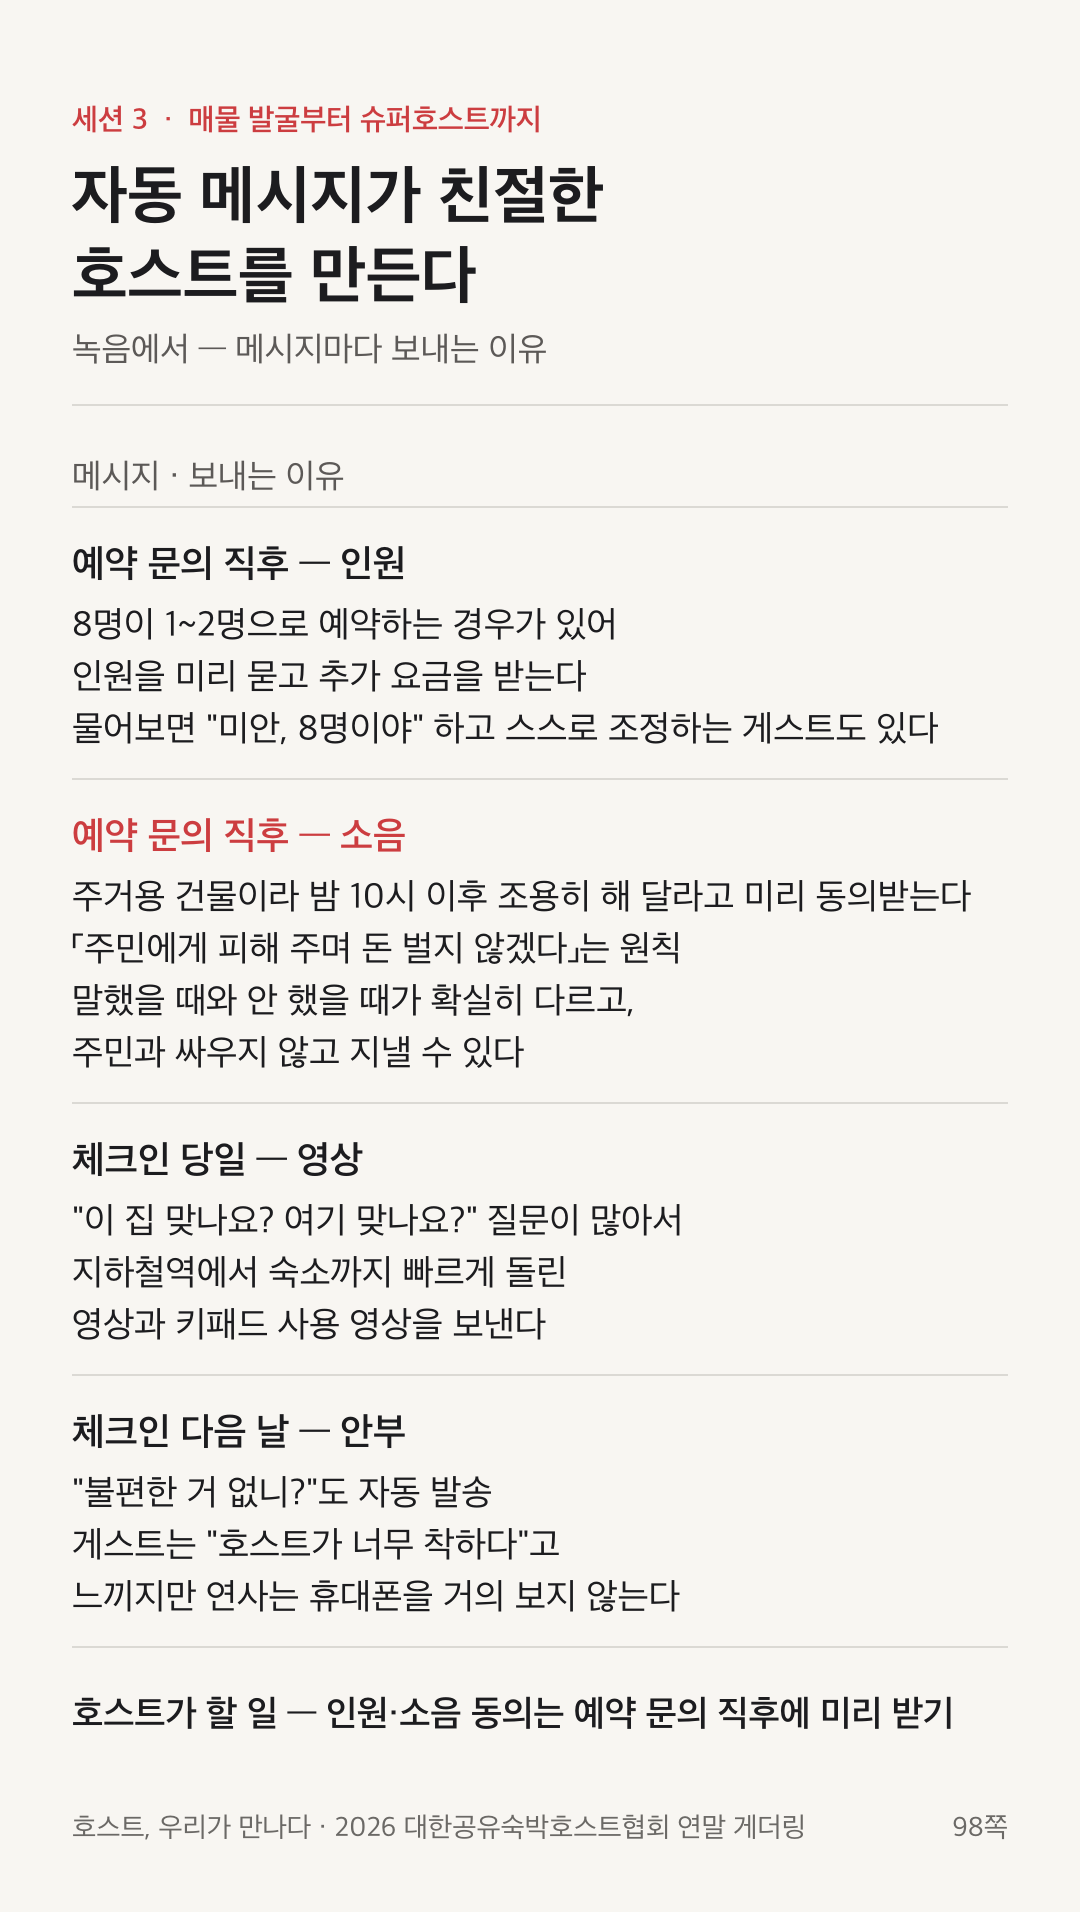 세션 3 · 매물 발굴부터 슈퍼호스트까지
자동 메시지가 친절한
호스트를 만든다
녹음에서 — 메시지마다 보내는 이유
메시지 · 보내는 이유
예약 문의 직후 — 인원
8명이 1~2명으로 예약하는 경우가 있어
인원을 미리 묻고 추가 요금을 받는다
물어보면 "미안, 8명이야" 하고 스스로 조정하는 게스트도 있다
예약 문의 직후 — 소음
주거용 건물이라 밤 10시 이후 조용히 해 달라고 미리 동의받는다
「주민에게 피해 주며 돈 벌지 않겠다」는 원칙
말했을 때와 안 했을 때가 확실히 다르고,
주민과 싸우지 않고 지낼 수 있다
체크인 당일 — 영상
"이 집 맞나요? 여기 맞나요?" 질문이 많아서
지하철역에서 숙소까지 빠르게 돌린
영상과 키패드 사용 영상을 보낸다
체크인 다음 날 — 안부
"불편한 거 없니?"도 자동 발송
게스트는 "호스트가 너무 착하다"고
느끼지만 연사는 휴대폰을 거의 보지 않는다
호스트가 할 일 — 인원·소음 동의는 예약 문의 직후에 미리 받기
호스트, 우리가 만나다 · 2026 대한공유숙박호스트협회 연말 게더링 98쪽